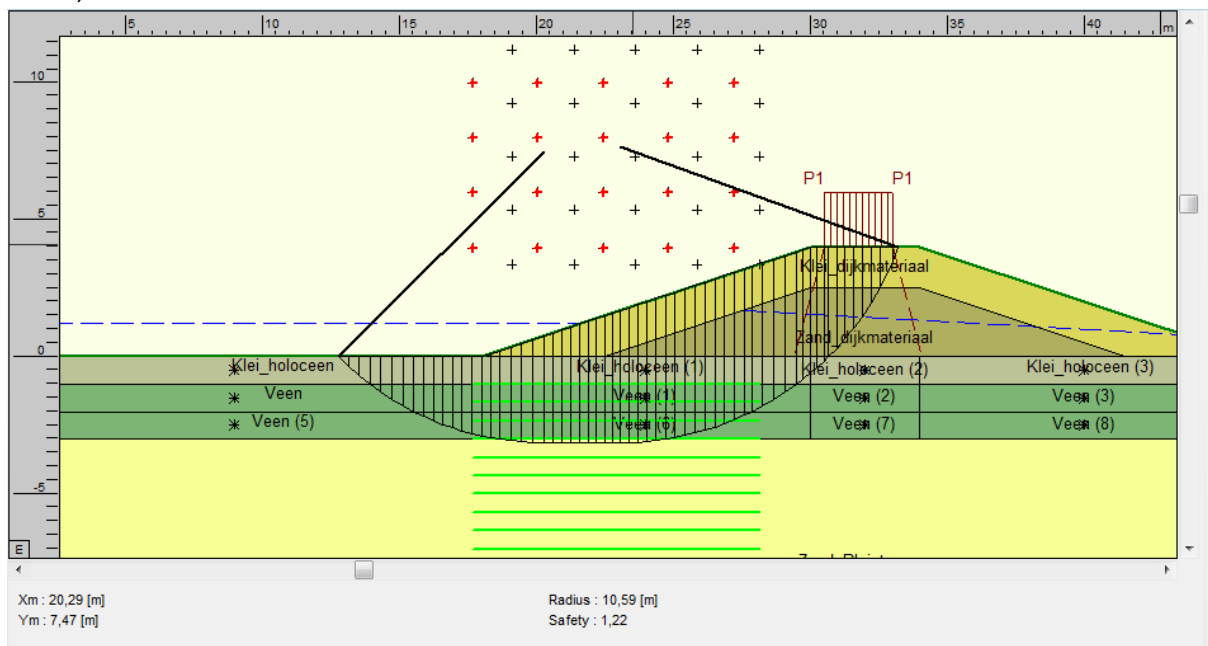 5 10 15 20 25 30 35 40 m
10
P1 P1
5
Klei_dijkmateriaal
Zand_dijkmateriaal
0
Klei_holoceen Klei_holoceen (1) Klei_holoceen (2) Klei_holoceen (3)
Veen Veen (1) Veen (2) Veen (3)
Veen (5) Veen (6) Veen (7) Veen (8)
-5
E
Xm : 20,29 [m] Radius : 10,59 [m]
Ym : 7,47 [m] Safety : 1,22